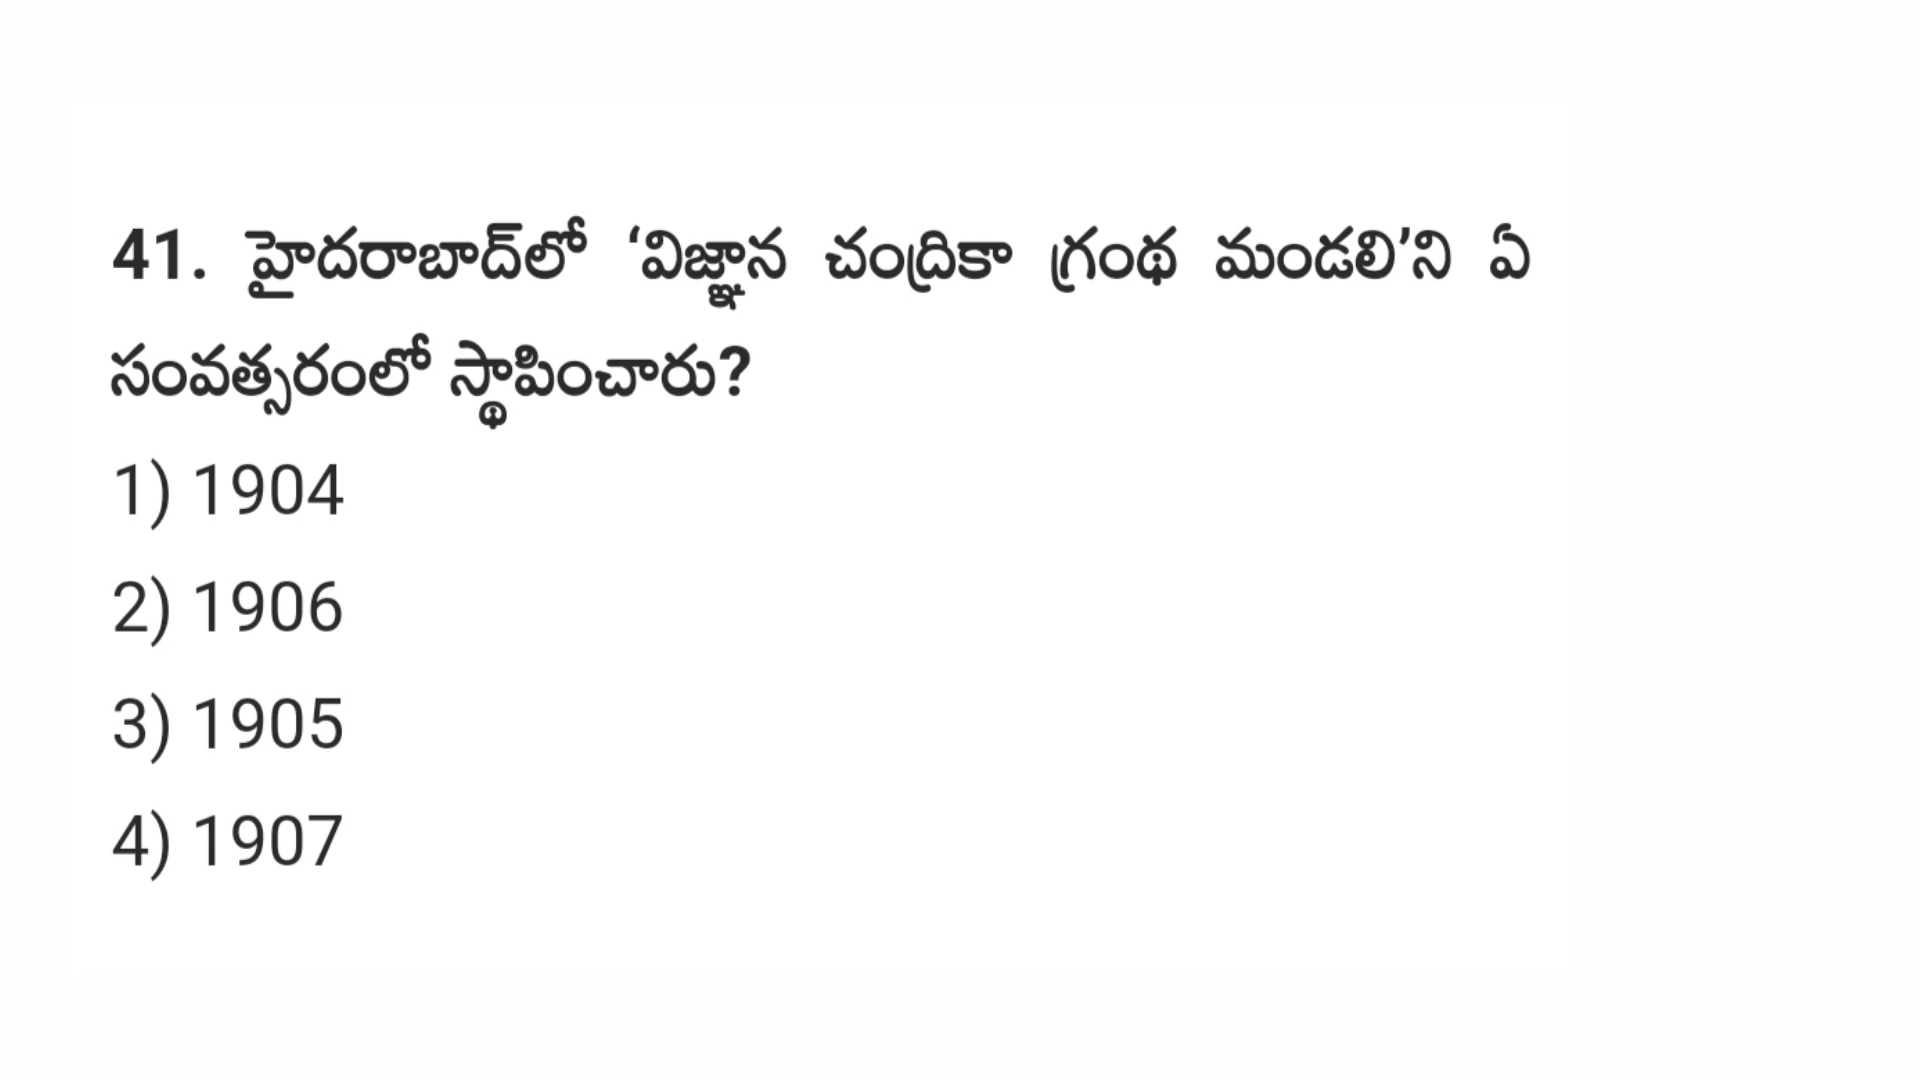 41. హైదరాబాద్‌లో ‘విజ్ఞాన చంద్రికా గ్రంథ మండలి’ని ఏ
సంవత్సరంలో స్థాపించారు?
1) 1904
2) 1906
3) 1905
4) 1907